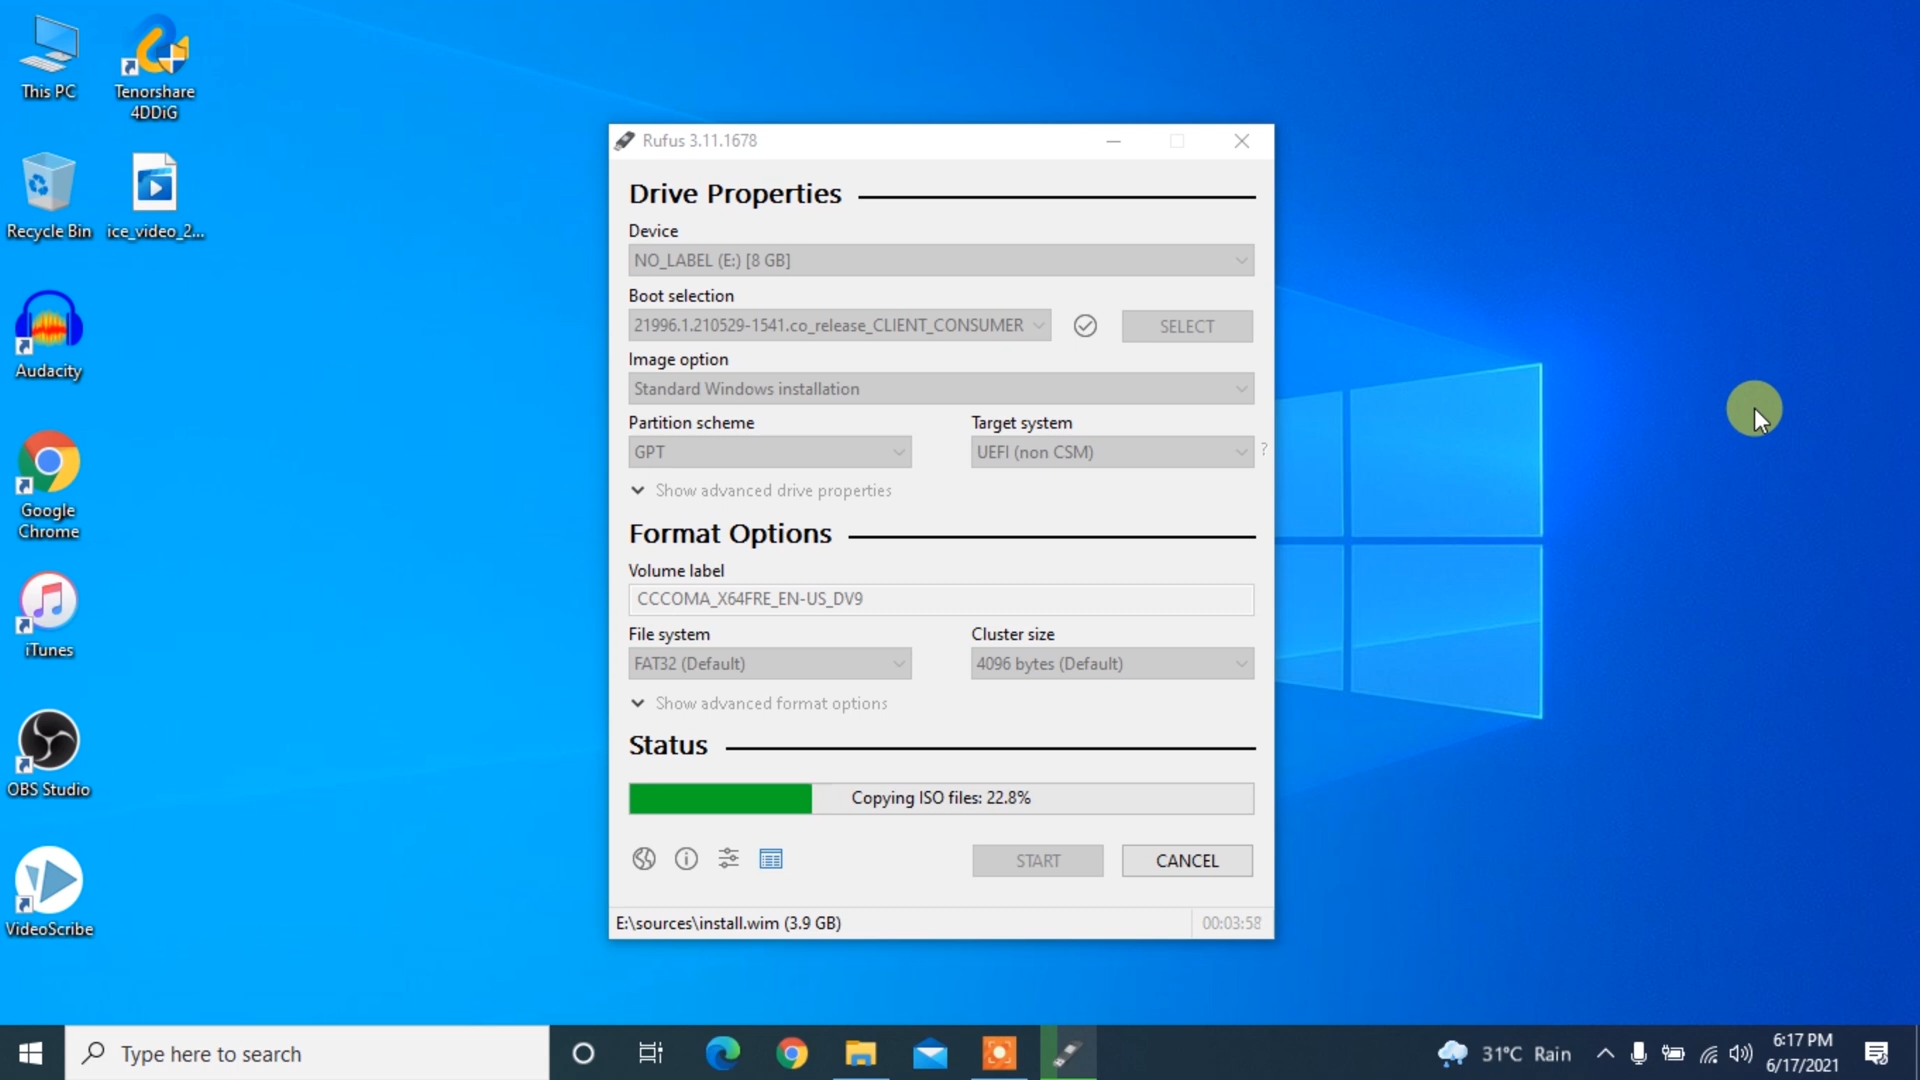 This PC
Tenorshare
4DDiG
Recycle Bin
ice_video_2...
Audacity
Google
Chrome
iTunes
OBS Studio
VideoScribe
Rufus 3.11.1678
Drive Properties
Device
NO_LABEL (E:) [8 GB]
Boot selection
21996.1.210529-1541.co_release_CLIENT_CONSUMER
SELECT
Image option
Standard Windows installation
Partition scheme
Target system
GPT
UEFI (non CSM)
?
Show advanced drive properties
Format Options
Volume label
CCCOMA_X64FRE_EN-US_DV9
File system
Cluster size
FAT32 (Default)
4096 bytes (Default)
Show advanced format options
Status
Copying ISO files: 22.8%
START
CANCEL
E:\sources\install.wim (3.9 GB)
00:03:58
Type here to search
31°C Rain
6:17 PM
6/17/2021